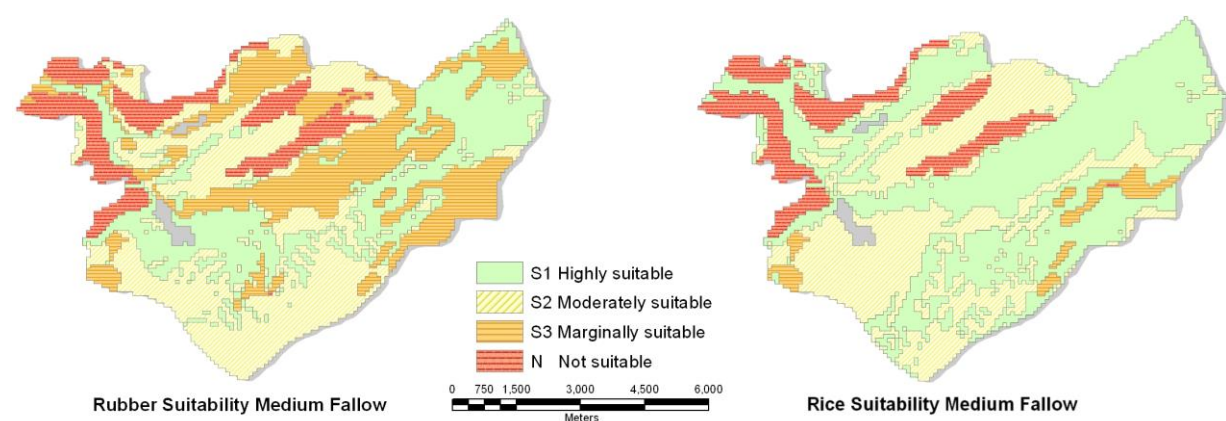 S1 Highly suitable
S2 Moderately suitable
S3 Marginally suitable
N Not suitable
0 750 1,500 3,000 4,500 6,000
Meters
Rubber Suitability Medium Fallow
Rice Suitability Medium Fallow